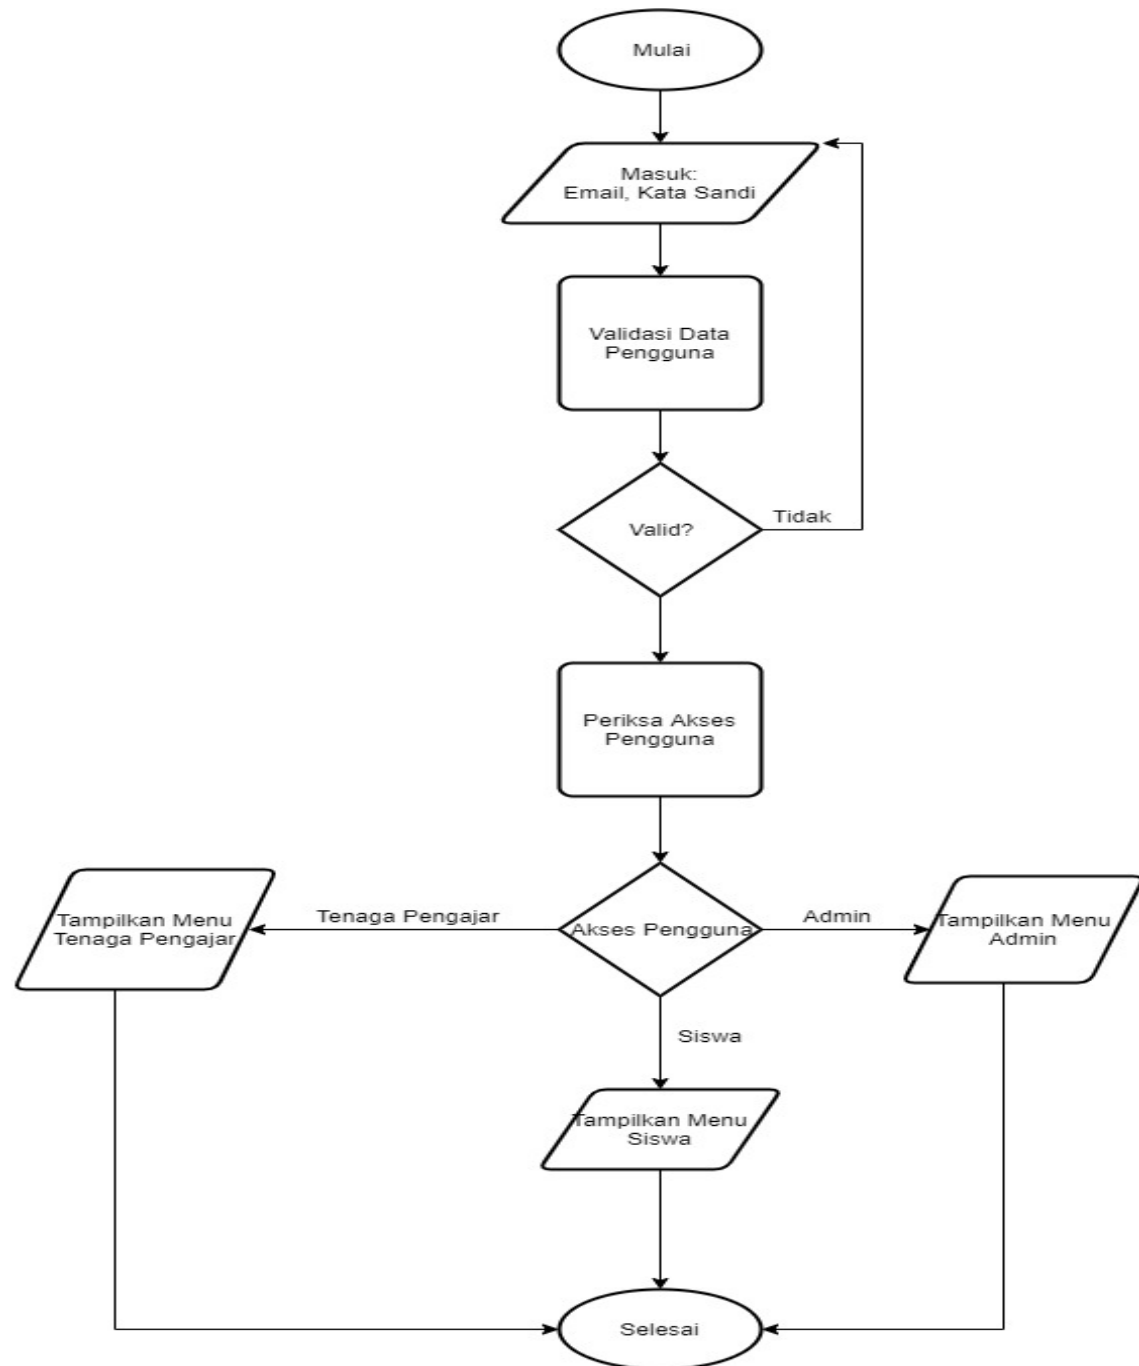 Mulai
Masuk:
Email, Kata Sandi
Validasi Data
Pengguna
Valid?
Tidak
Periksa Akses
Pengguna
Tampilkan Menu
Tenaga Pengajar
Tenaga Pengajar
Akses Pengguna
Admin
Tampilkan Menu
Admin
Siswa
Tampilkan Menu
Siswa
Selesai